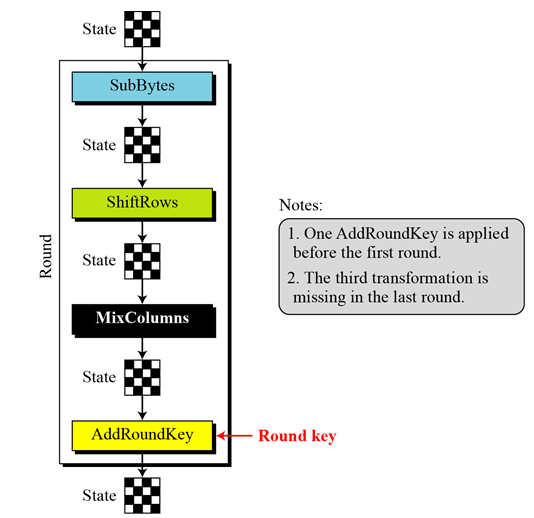 State
SubBytes
State
ShiftRows
State
MixColumns
State
AddRoundKey
Round key
State
Round
Notes:
1. One AddRoundKey is applied
before the first round.
2. The third transformation is
missing in the last round.